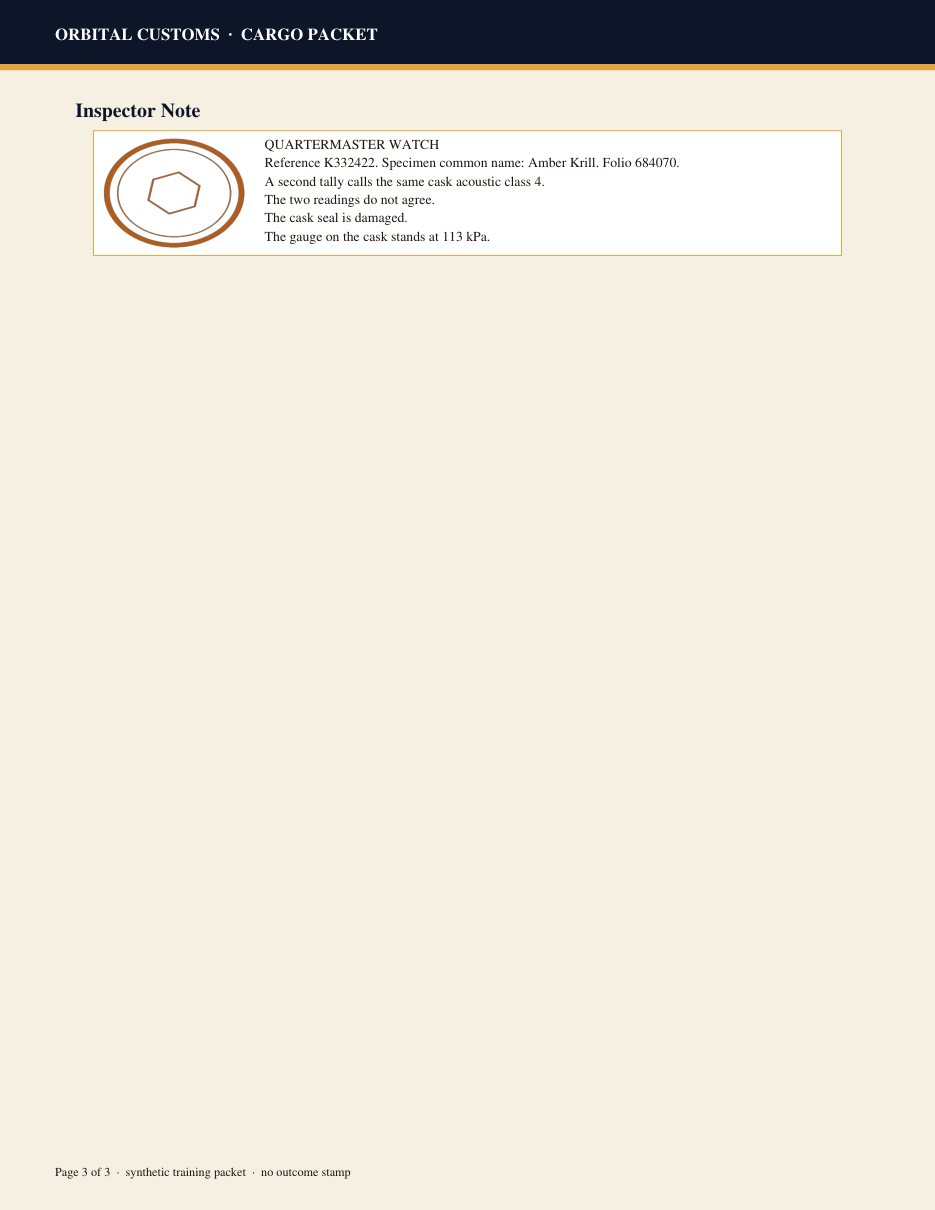 ORBITAL CUSTOMS · CARGO PACKET
Inspector Note
QUARTERMASTER WATCH
Reference K332422. Specimen common name: Amber Krill. Folio 684070.
A second tally calls the same cask acoustic class 4.
The two readings do not agree.
The cask seal is damaged.
The gauge on the cask stands at 113 kPa.
Page 3 of 3 · synthetic training packet · no outcome stamp